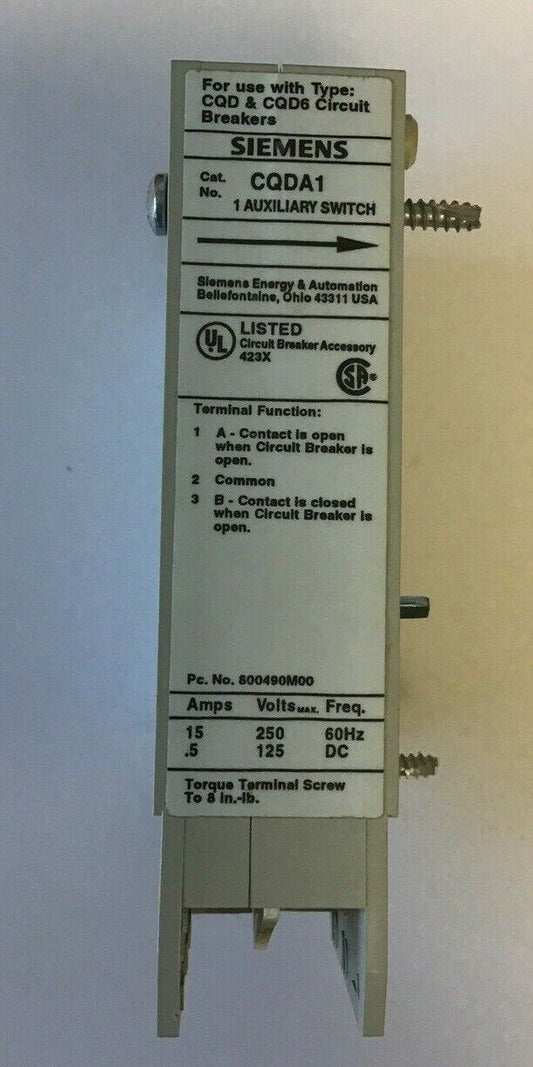 For use with Type:
CQD & CQD6 Circuit
Breakers
SIEMENS
Cat. No. CQDA1
1 AUXILIARY SWITCH
Siemens Energy & Automation
Bellefontaine, Ohio 43311 USA
UL LISTED
Circuit Breaker Accessory
423X
SA®
Terminal Function:
1 A - Contact is open
when Circuit Breaker is
open.
2 Common
3 B - Contact is closed
when Circuit Breaker is
open.
Pc. No. 600490M00
Amps Volts MAX. Freq.
15 250 60Hz
.5 125 DC
Torque Terminal Screw
To 8 in.-lb.